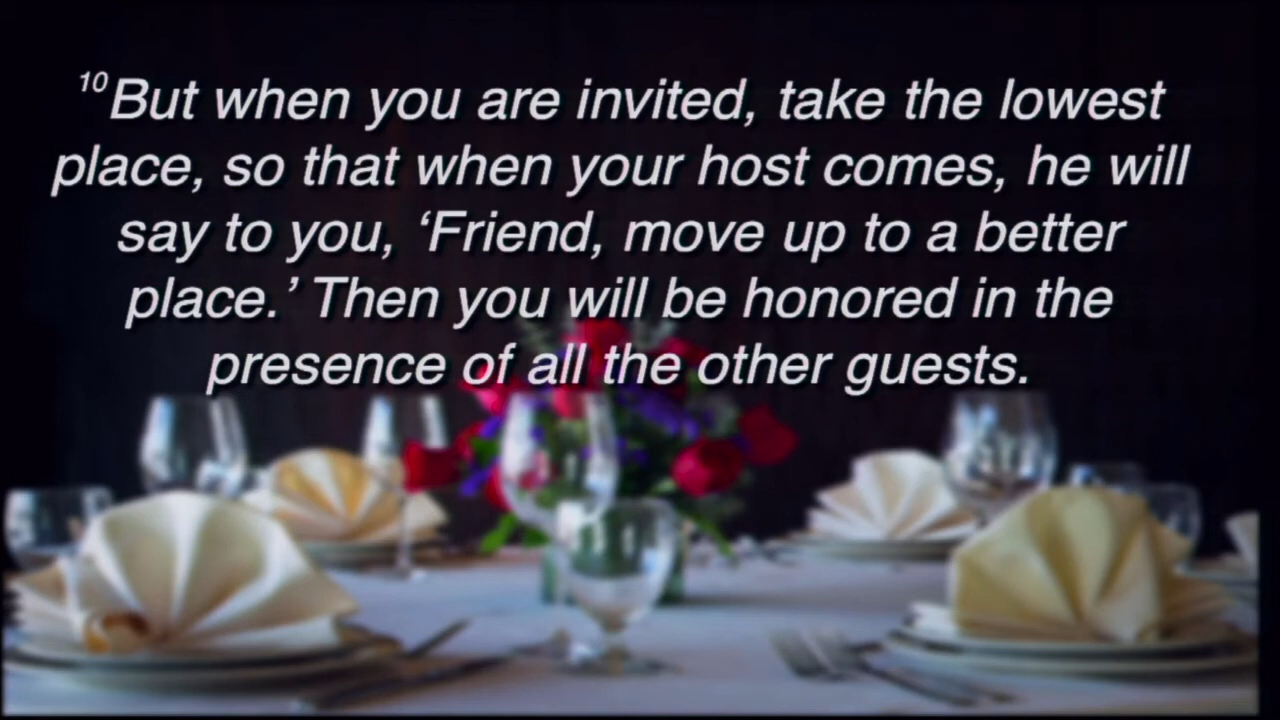 10 But when you are invited, take the lowest
place, so that when your host comes, he will
say to you, ‘Friend, move up to a better
place.’ Then you will be honored in the
presence of all the other guests.